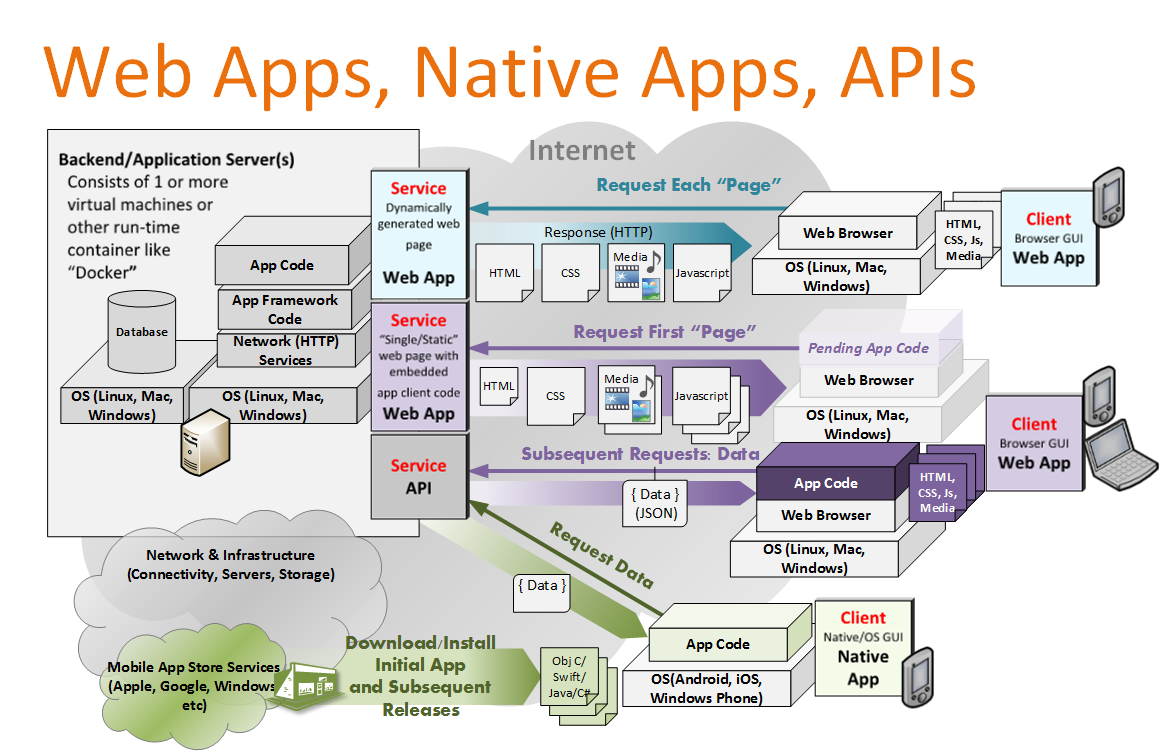 Web Apps, Native Apps, APIs
Backend/Application Server(s)
Consists of 1 or more
virtual machines or
other run-time
container like
“Docker”
App Code
App Framework
Code
Network (HTTP)
Services
OS (Linux, Mac,
Windows)
Database
OS (Linux, Mac,
Windows)
Service
Dynamically
generated web
page
Web App
Service
“Single/Static”
web page with
embedded
app client code
Web App
Service
API
Internet
Request Each “Page”
Response (HTTP)
HTML
CSS
Media
Javascript
Web Browser
OS (Linux, Mac,
Windows)
HTML,
CSS, Js,
Media
Client
Browser GUI
Web App
Request First “Page”
HTML
CSS
Media
Javascript
Pending App Code
Web Browser
OS (Linux, Mac,
Windows)
Subsequent Requests: Data
{ Data }
(JSON)
App Code
Web Browser
OS (Linux, Mac,
Windows)
HTML,
CSS, Js,
Media
Client
Browser GUI
Web App
Request Data
{ Data }
App Code
OS(Android, iOS,
Windows Phone)
Client
Native/OS GUI
Native
App
Network & Infrastructure
(Connectivity, Servers, Storage)
Mobile App Store Services
(Apple, Google, Windows
etc)
Download/Install
Initial App
and Subsequent
Releases
Obj C/
Swift/
Java/C#